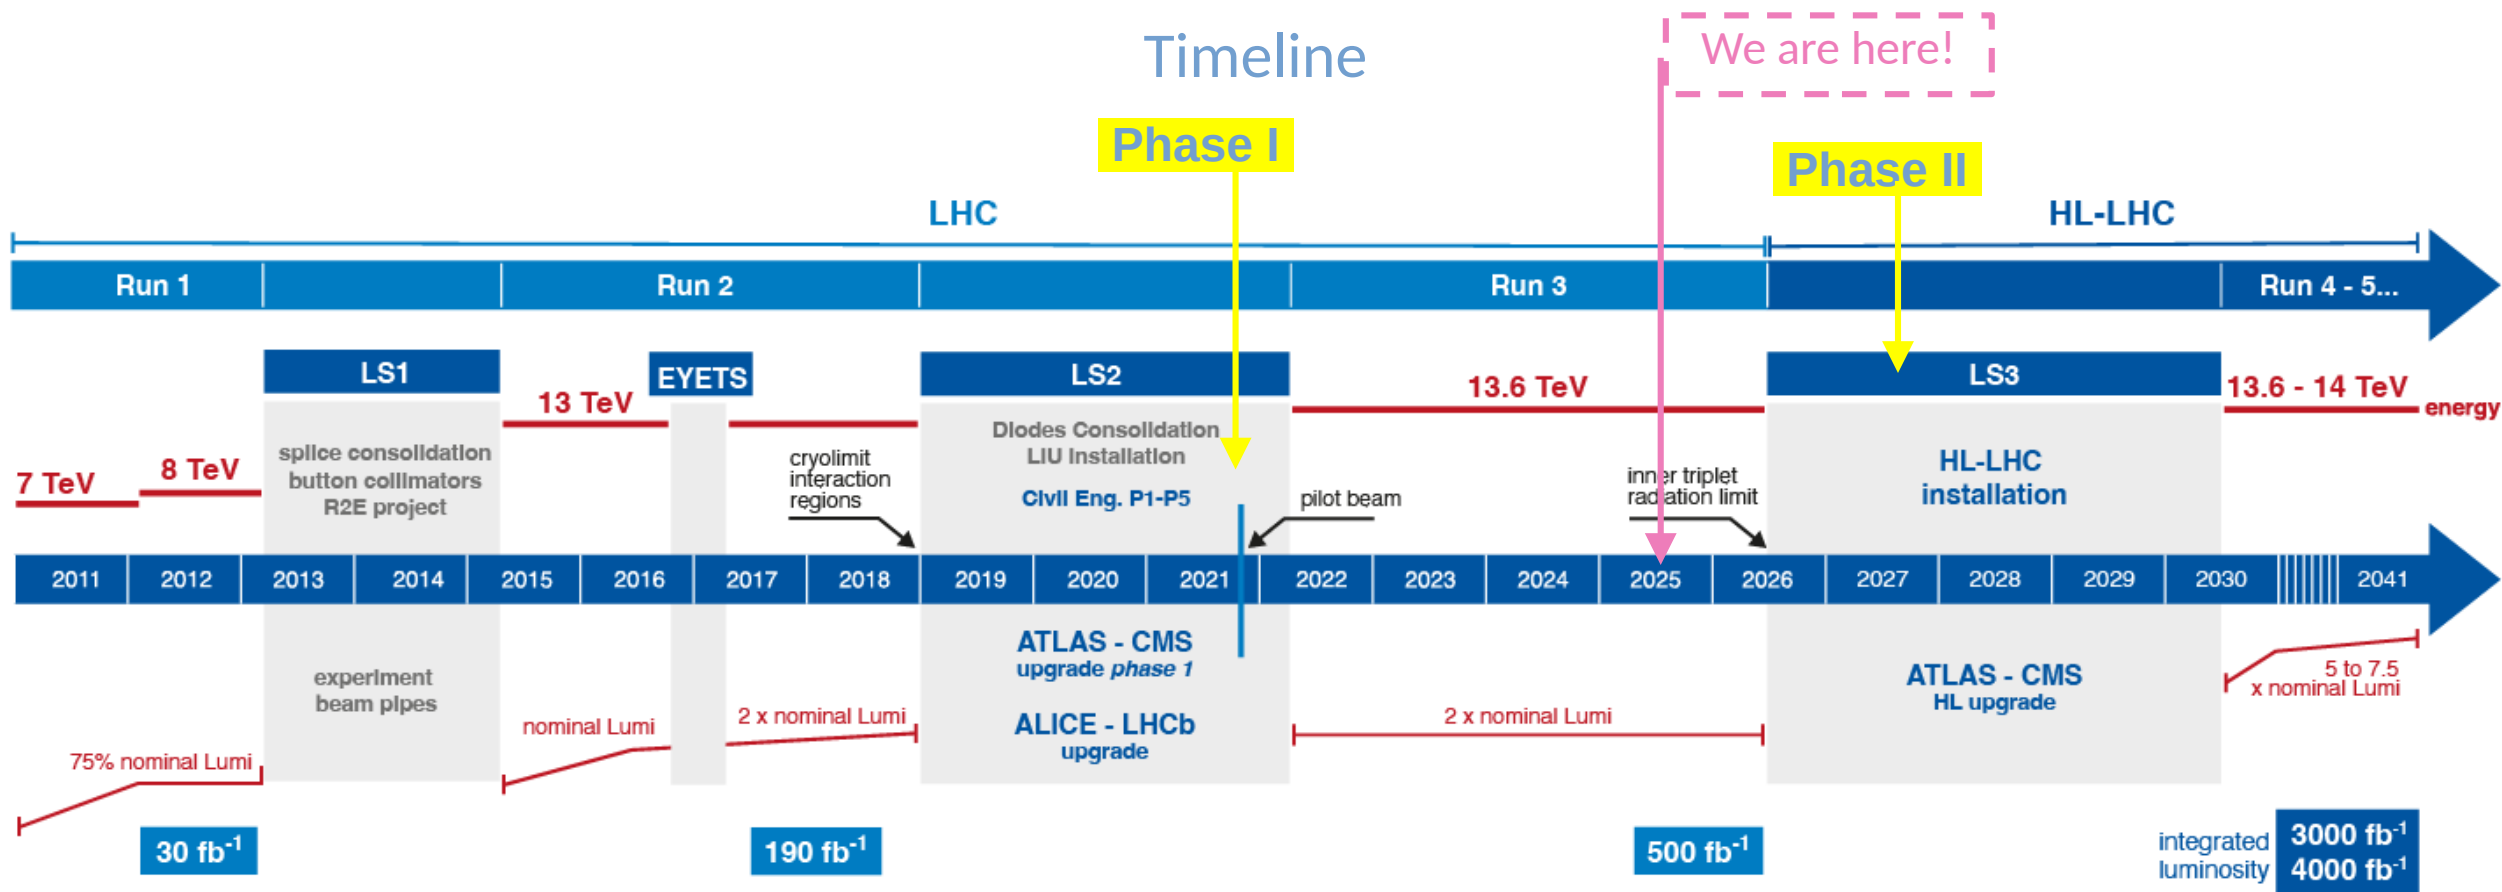 Timeline
We are here!
Phase I
Phase II
LHC
HL-LHC
Run 1
Run 2
Run 3
Run 4 - 5...
LS1
EYETS
LS2
LS3
13 TeV
13.6 TeV
13.6 - 14 TeV
energy
7 TeV
8 TeV
splice consolidation
button collimators
R2E project
cryolimit
interaction
regions
Diodes Consolidation
LIU Installation
Civil Eng. P1-P5
pilot beam
inner triplet
radiation limit
HL-LHC
installation
2011
2012
2013
2014
2015
2016
2017
2018
2019
2020
2021
2022
2023
2024
2025
2026
2027
2028
2029
2030
2041
experiment
beam pipes
ATLAS - CMS
upgrade phase 1
ALICE - LHCb
upgrade
ATLAS - CMS
HL upgrade
5 to 7.5
x nominal Lumi
75% nominal Lumi
nominal Lumi
2 x nominal Lumi
2 x nominal Lumi
30 fb⁻¹
190 fb⁻¹
500 fb⁻¹
integrated
luminosity
3000 fb⁻¹
4000 fb⁻¹